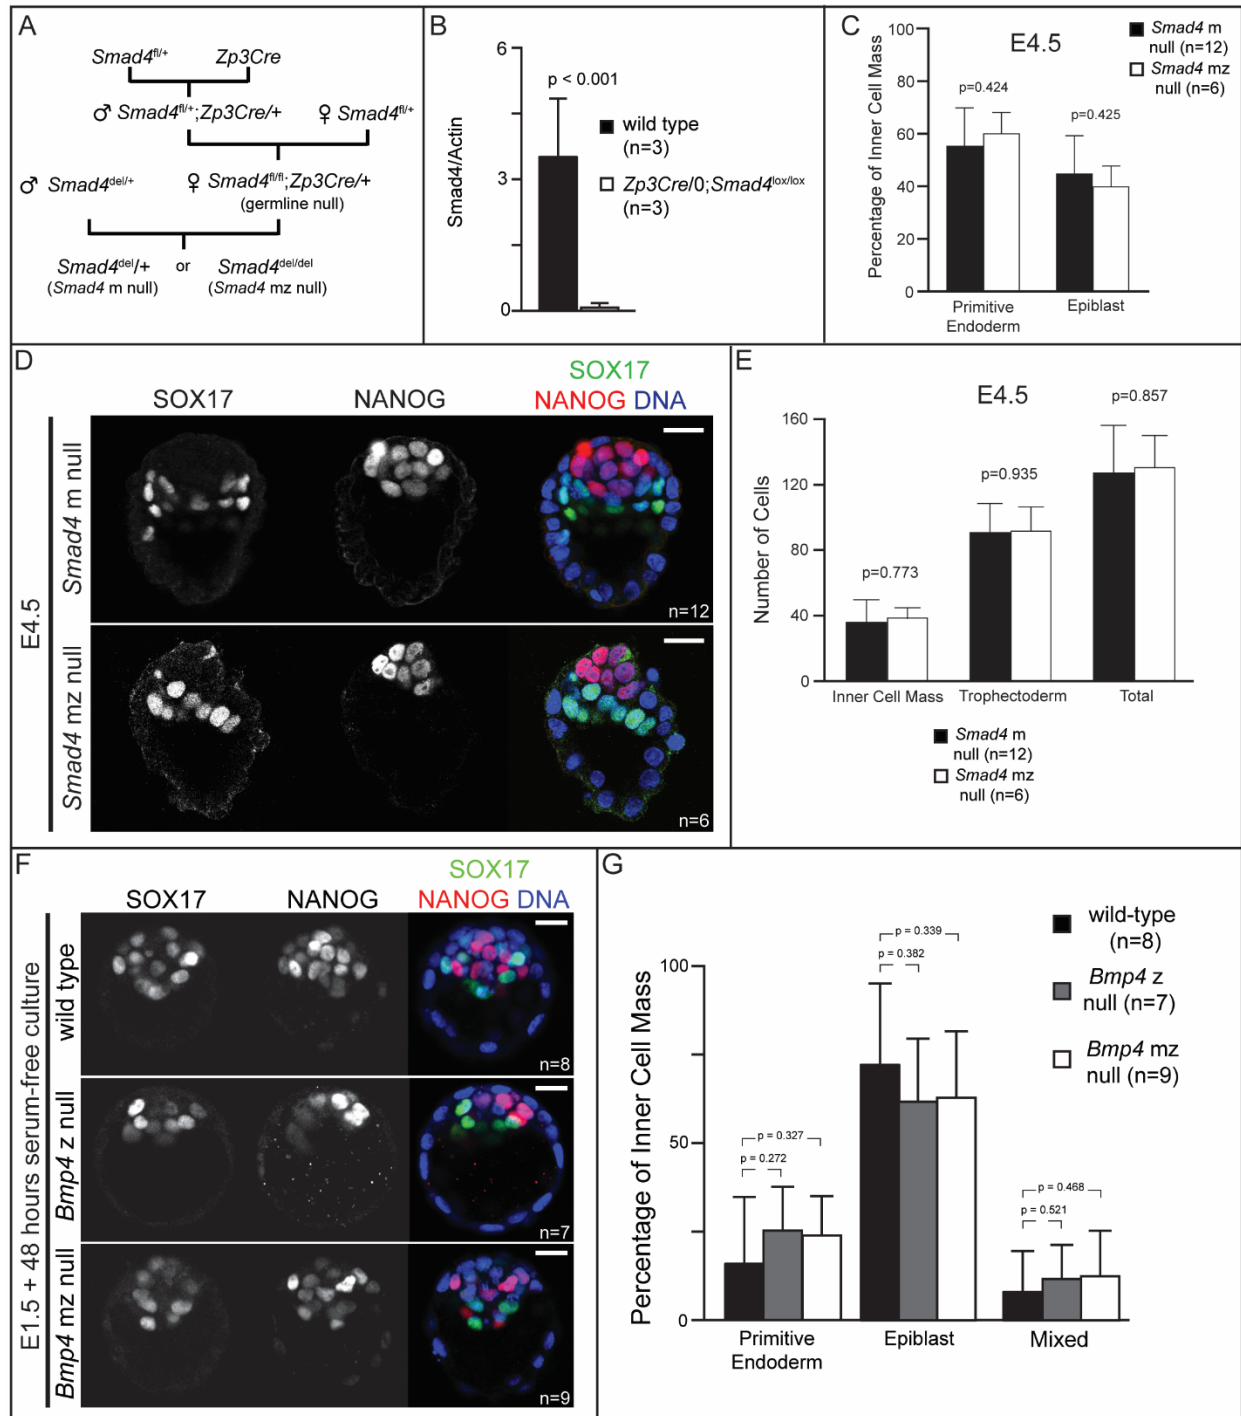 A
Smad4fl/+ Zp3Cre
♂ Smad4fl/+;Zp3Cre/+ ♀ Smad4fl/+
♂ Smad4del/+ ♀ Smad4fl/fl;Zp3Cre/+
(germline null)
Smad4del/+ or Smad4del/del
(Smad4 m null) (Smad4 mz null)
B
6
3
0
Smad4/Actin
p < 0.001
wild type
(n=3)
Zp3Cre/0;Smad4lox/lox
(n=3)
C
E4.5
Smad4 m
null (n=12)
Smad4 mz
null (n=6)
Percentage of Inner Cell Mass
100
80
60
40
20
0
p=0.424
p=0.425
Primitive
Endoderm
Epiblast
D
SOX17
SOX17 NANOG NANOG DNA
E4.5
Smad4 m null
n=12
Smad4 mz null
n=6
E
E4.5
Number of Cells
160
120
80
40
0
p=0.773
p=0.935
p=0.857
Inner Cell Mass Trophectoderm Total
Smad4 m
null (n=12)
Smad4 mz
null (n=6)
F
SOX17
SOX17 NANOG NANOG DNA
E1.5 + 48 hours serum-free culture
wild type
n=8
Bmp4 z null
n=7
Bmp4 mz null
n=9
G
Percentage of Inner Cell Mass
100
50
0
p = 0.327
p = 0.272
p = 0.339
p = 0.382
p = 0.468
p = 0.521
Primitive
Endoderm
Epiblast
Mixed
wild-type
(n=8)
Bmp4 z
null (n=7)
Bmp4 mz
null (n=9)